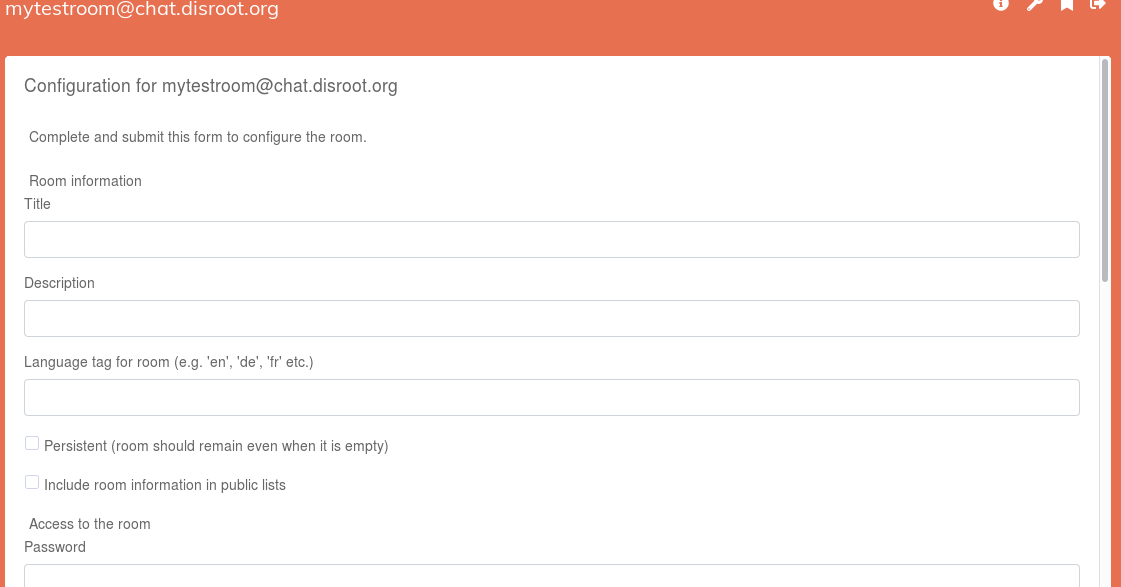 mytestroom@chat.disroot.org
Configuration for mytestroom@chat.disroot.org
Complete and submit this form to configure the room.
Room information
Title
Description
Language tag for room (e.g. 'en', 'de', 'fr' etc.)
Persistent (room should remain even when it is empty)
Include room information in public lists
Access to the room
Password